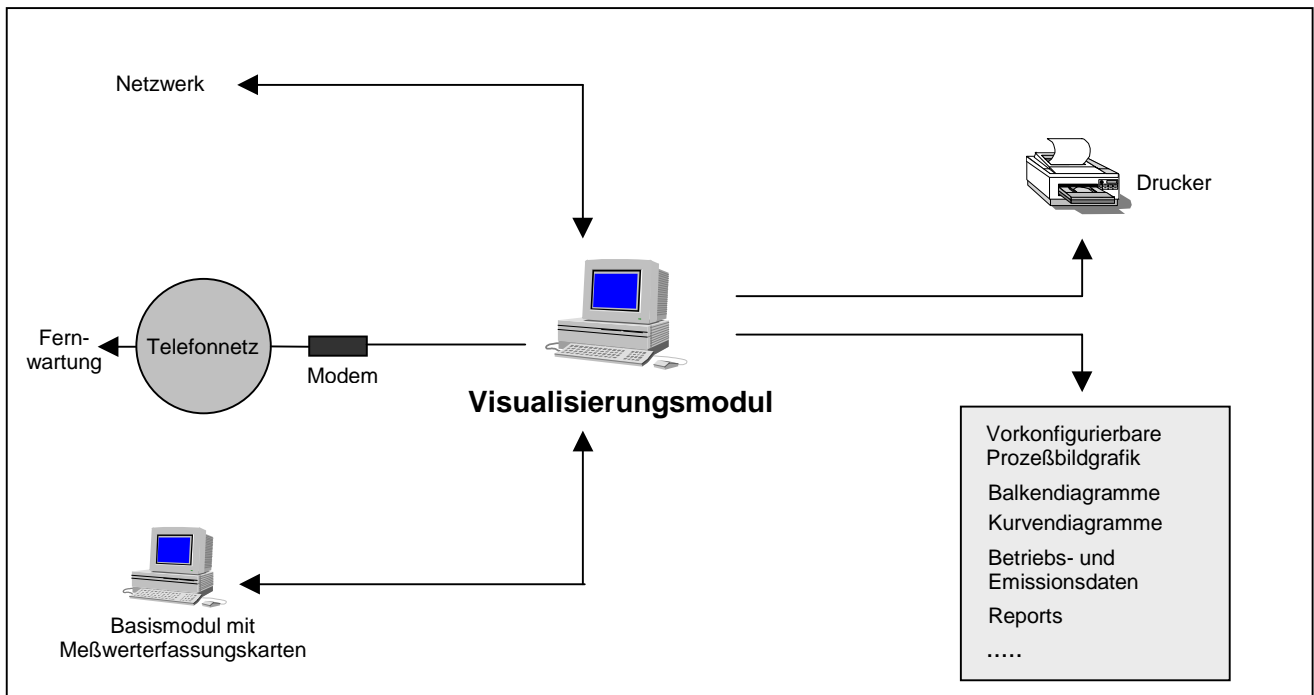 Netzwerk
Drucker
Fern-
wartung
Telefonnetz
Modem
Visualisierungsmodul
Vorkonfigurierbare
Prozeßbildgrafik
Balkendiagramme
Kurvendiagramme
Betriebs- und
Emissionsdaten
Reports
.....
Basismodul mit
Meßwerterfassungskarten